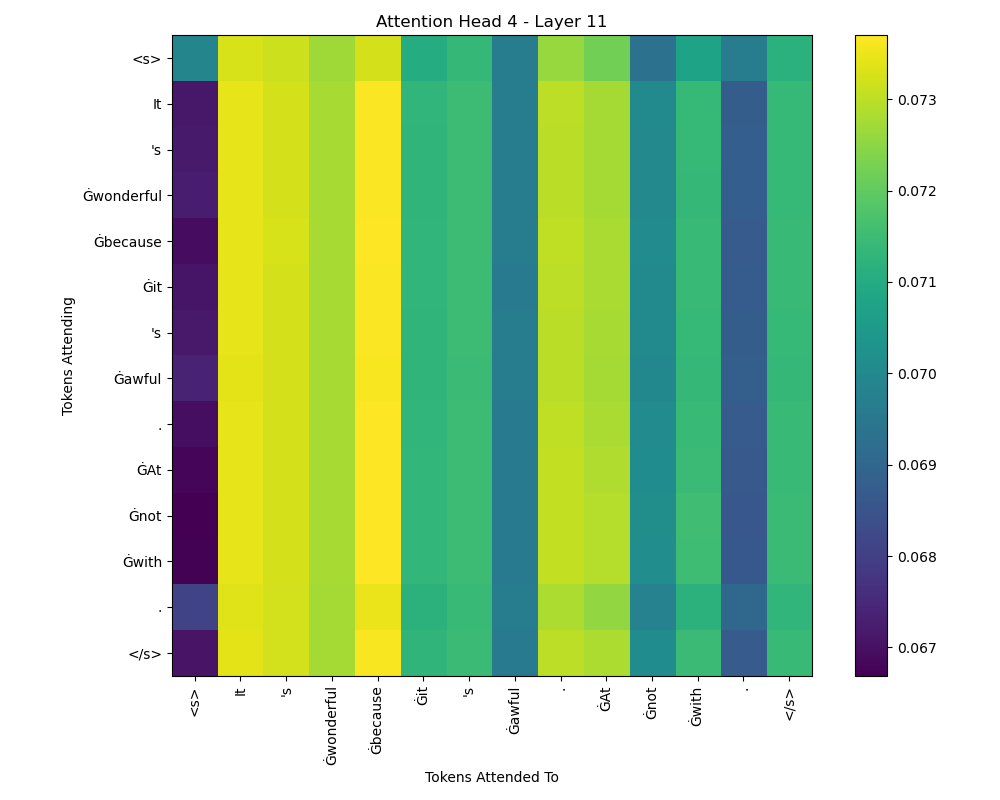 Attention Head 4 - Layer 11
<s>
It
's
Ġwonderful
Ġbecause
Ġit
's
Ġawful
.
ĠAt
Ġnot
Ġwith
.
</s>
Tokens Attending
<s>
It
's
Ġwonderful
Ġbecause
Ġit
's
Ġawful
.
ĠAt
Ġnot
Ġwith
.
</s>
Tokens Attended To
0.073
0.072
0.071
0.070
0.069
0.068
0.067